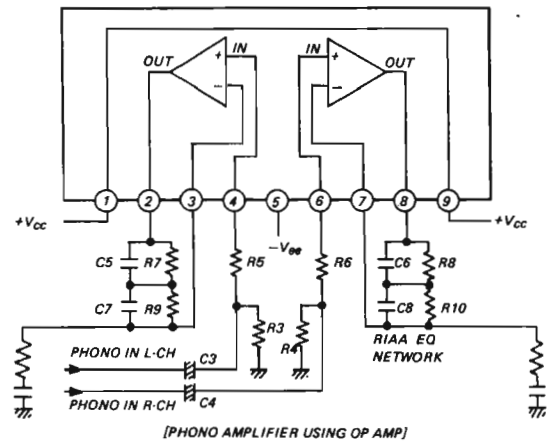 OUT
+
IN
−
IN
+
−
OUT
1 2 3 4 5 6 7 8 9
+Vcc
−Vee
+Vcc
C5 R7
R5
R6
C6 R8
C7 R9
C8 R10
R3
R4
RIAA EQ
NETWORK
PHONO IN L-CH
C3
PHONO IN R-CH
C4
[PHONO AMPLIFIER USING OP AMP]